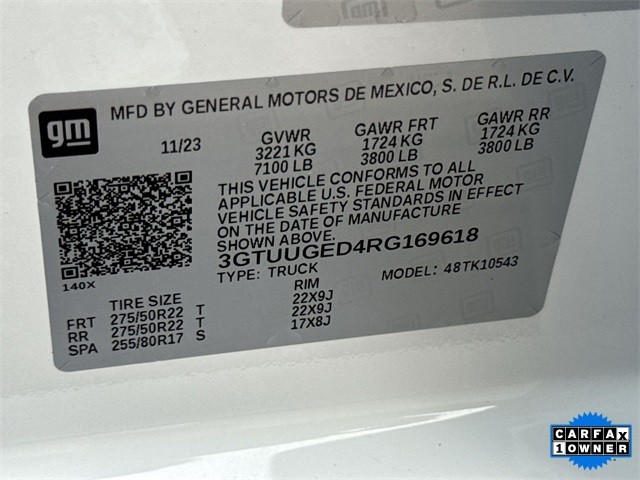 gm
MFD BY GENERAL MOTORS DE MEXICO, S. DE R.L. DE C.V.
11/23 GVWR GAWR FRT GAWR RR
3221 KG 1724 KG 1724 KG
7100 LB 3800 LB 3800 LB
THIS VEHICLE CONFORMS TO ALL
APPLICABLE U.S. FEDERAL MOTOR
VEHICLE SAFETY STANDARDS IN EFFECT
ON THE DATE OF MANUFACTURE
SHOWN ABOVE.
3GTUUGED4RG169618
140X TYPE: TRUCK MODEL: 48TK10543
TIRE SIZE RIM
FRT 275/50R22 T 22X9J
RR 275/50R22 T 22X9J
SPA 255/80R17 S 17X8J
CARFAX
1 OWNER